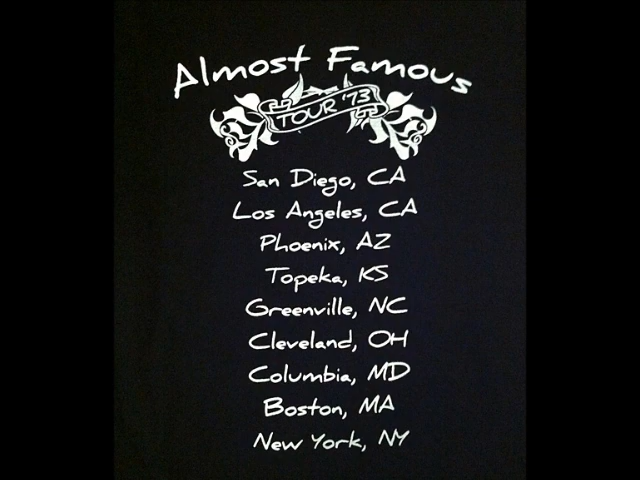 Almost Famous
TOUR '73
San Diego, CA
Los Angeles, CA
Phoenix, AZ
Topeka, KS
Greenville, NC
Cleveland, OH
Columbia, MD
Boston, MA
New York, NY